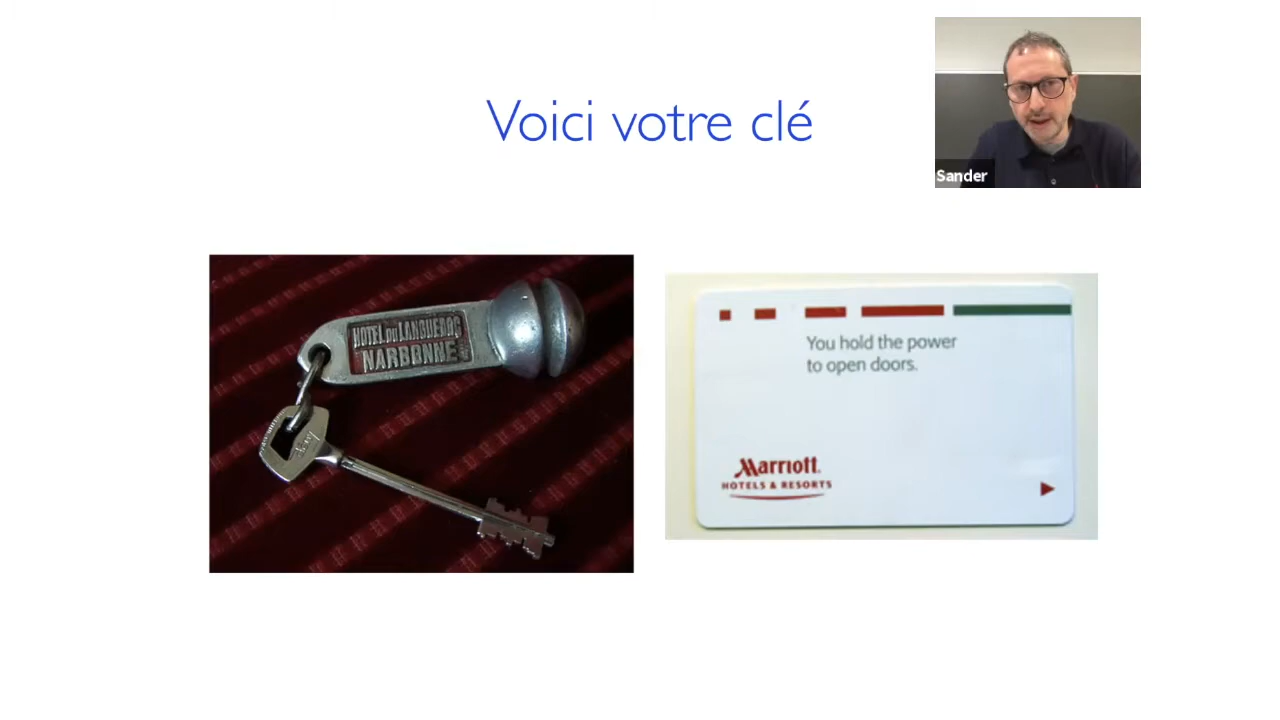 Voici votre clé
Sander
HOTEL DU LANGUEDOC
NARBONNE
You hold the power
to open doors.
Marriott
HOTELS & RESORTS